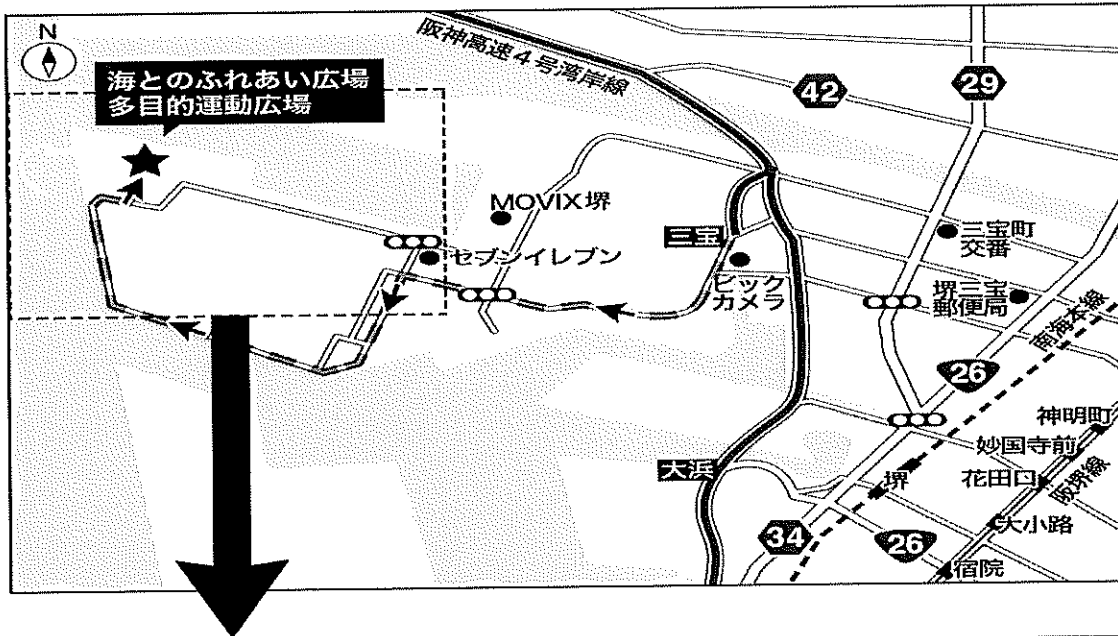 N
海とのふれあい広場
多目的運動広場
阪神高速4号湾岸線
42
29
MOVIX堺
セブンイレブン
三宝
ビック
カメラ
三宝町
交番
堺三宝
郵便局
南海本線
26
神明町
妙国寺前
花田口
阪堺線
大浜
堺
大小路
34
26
宿院